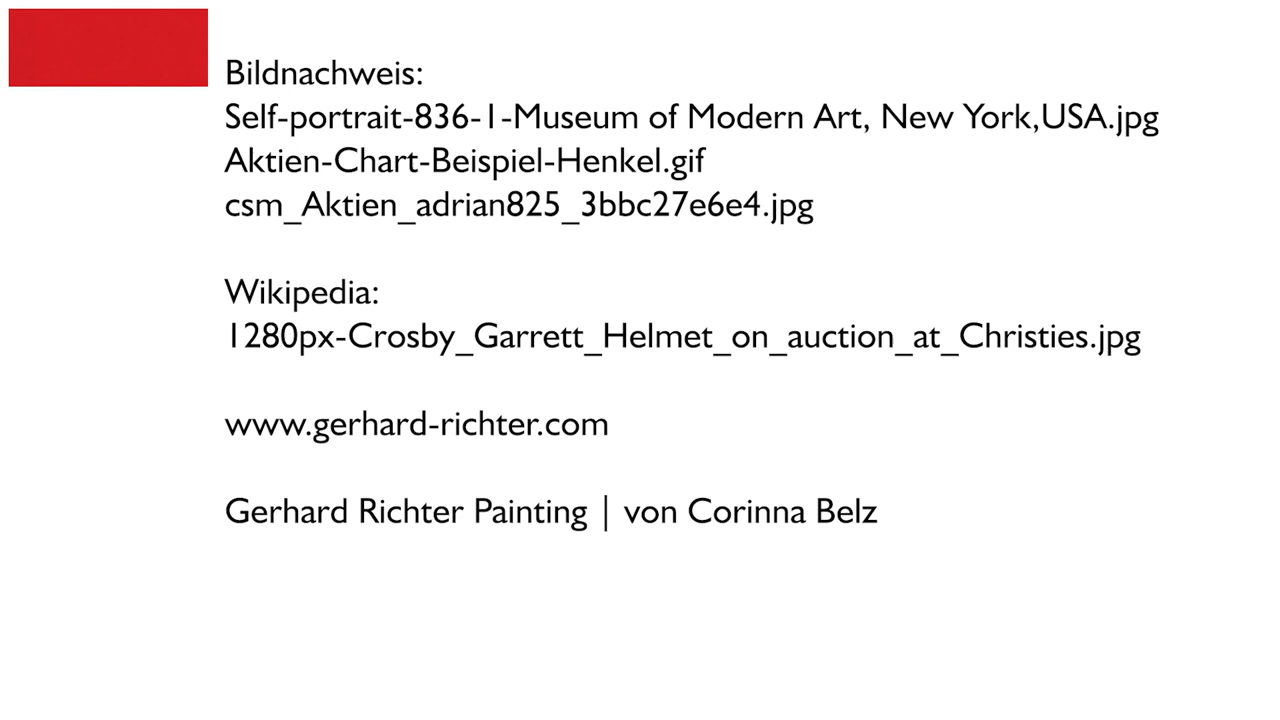 Bildnachweis:
Self-portrait-836-1-Museum of Modern Art, New York,USA.jpg
Aktien-Chart-Beispiel-Henkel.gif
csm_Aktien_adrian825_3bbc27e6e4.jpg
Wikipedia:
1280px-Crosby_Garrett_Helmet_on_auction_at_Christies.jpg
www.gerhard-richter.com
Gerhard Richter Painting | von Corinna Belz